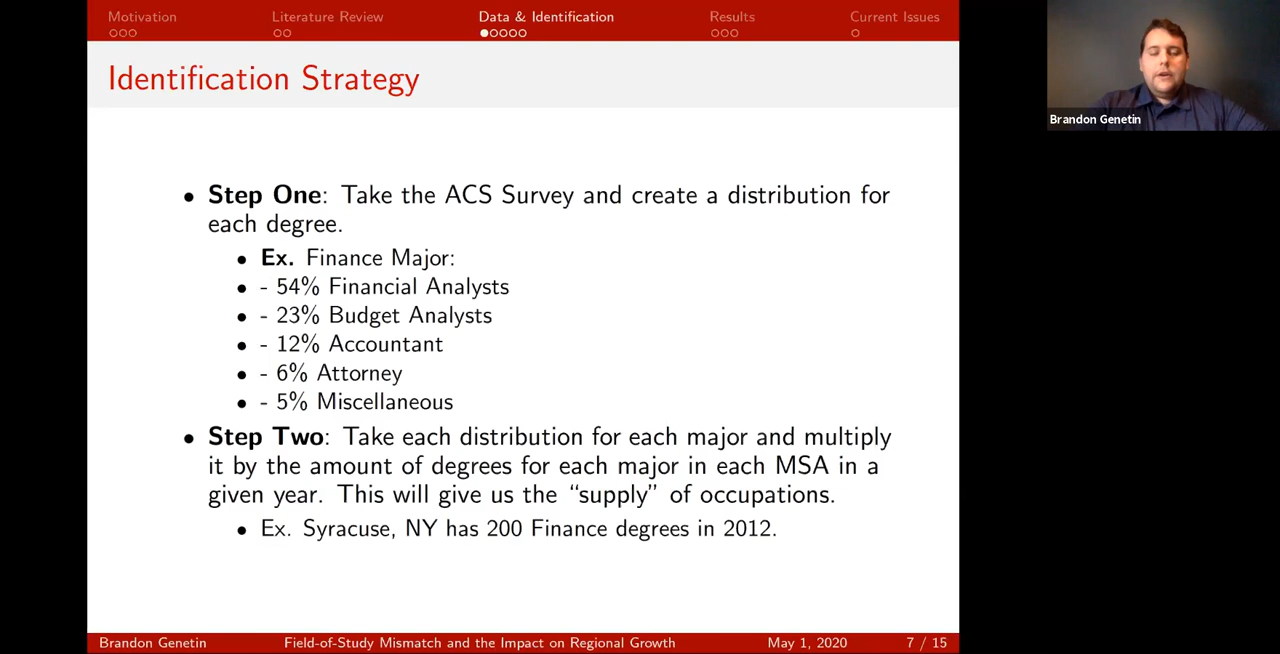 Motivation
Literature Review
Data & Identification
Results
Current Issues
Identification Strategy
• Step One: Take the ACS Survey and create a distribution for
each degree.
• Ex. Finance Major:
• - 54% Financial Analysts
• - 23% Budget Analysts
• - 12% Accountant
• - 6% Attorney
• - 5% Miscellaneous
• Step Two: Take each distribution for each major and multiply
it by the amount of degrees for each major in each MSA in a
given year. This will give us the “supply” of occupations.
• Ex. Syracuse, NY has 200 Finance degrees in 2012.
Brandon Genetin
Field-of-Study Mismatch and the Impact on Regional Growth
May 1, 2020
7 / 15
Brandon Genetin